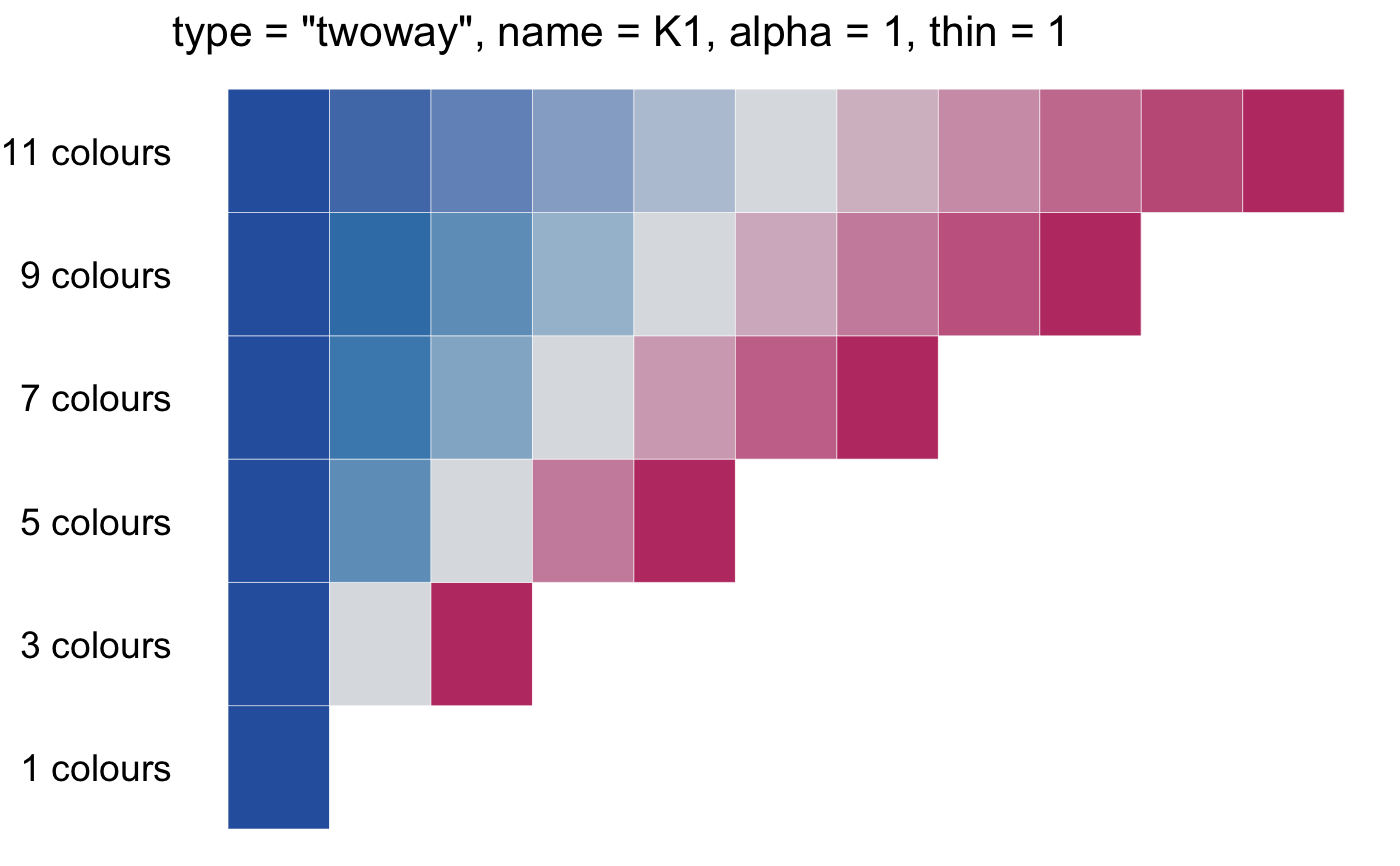 type = "twoway", name = K1, alpha = 1, thin = 1
11 colours
9 colours
7 colours
5 colours
3 colours
1 colours